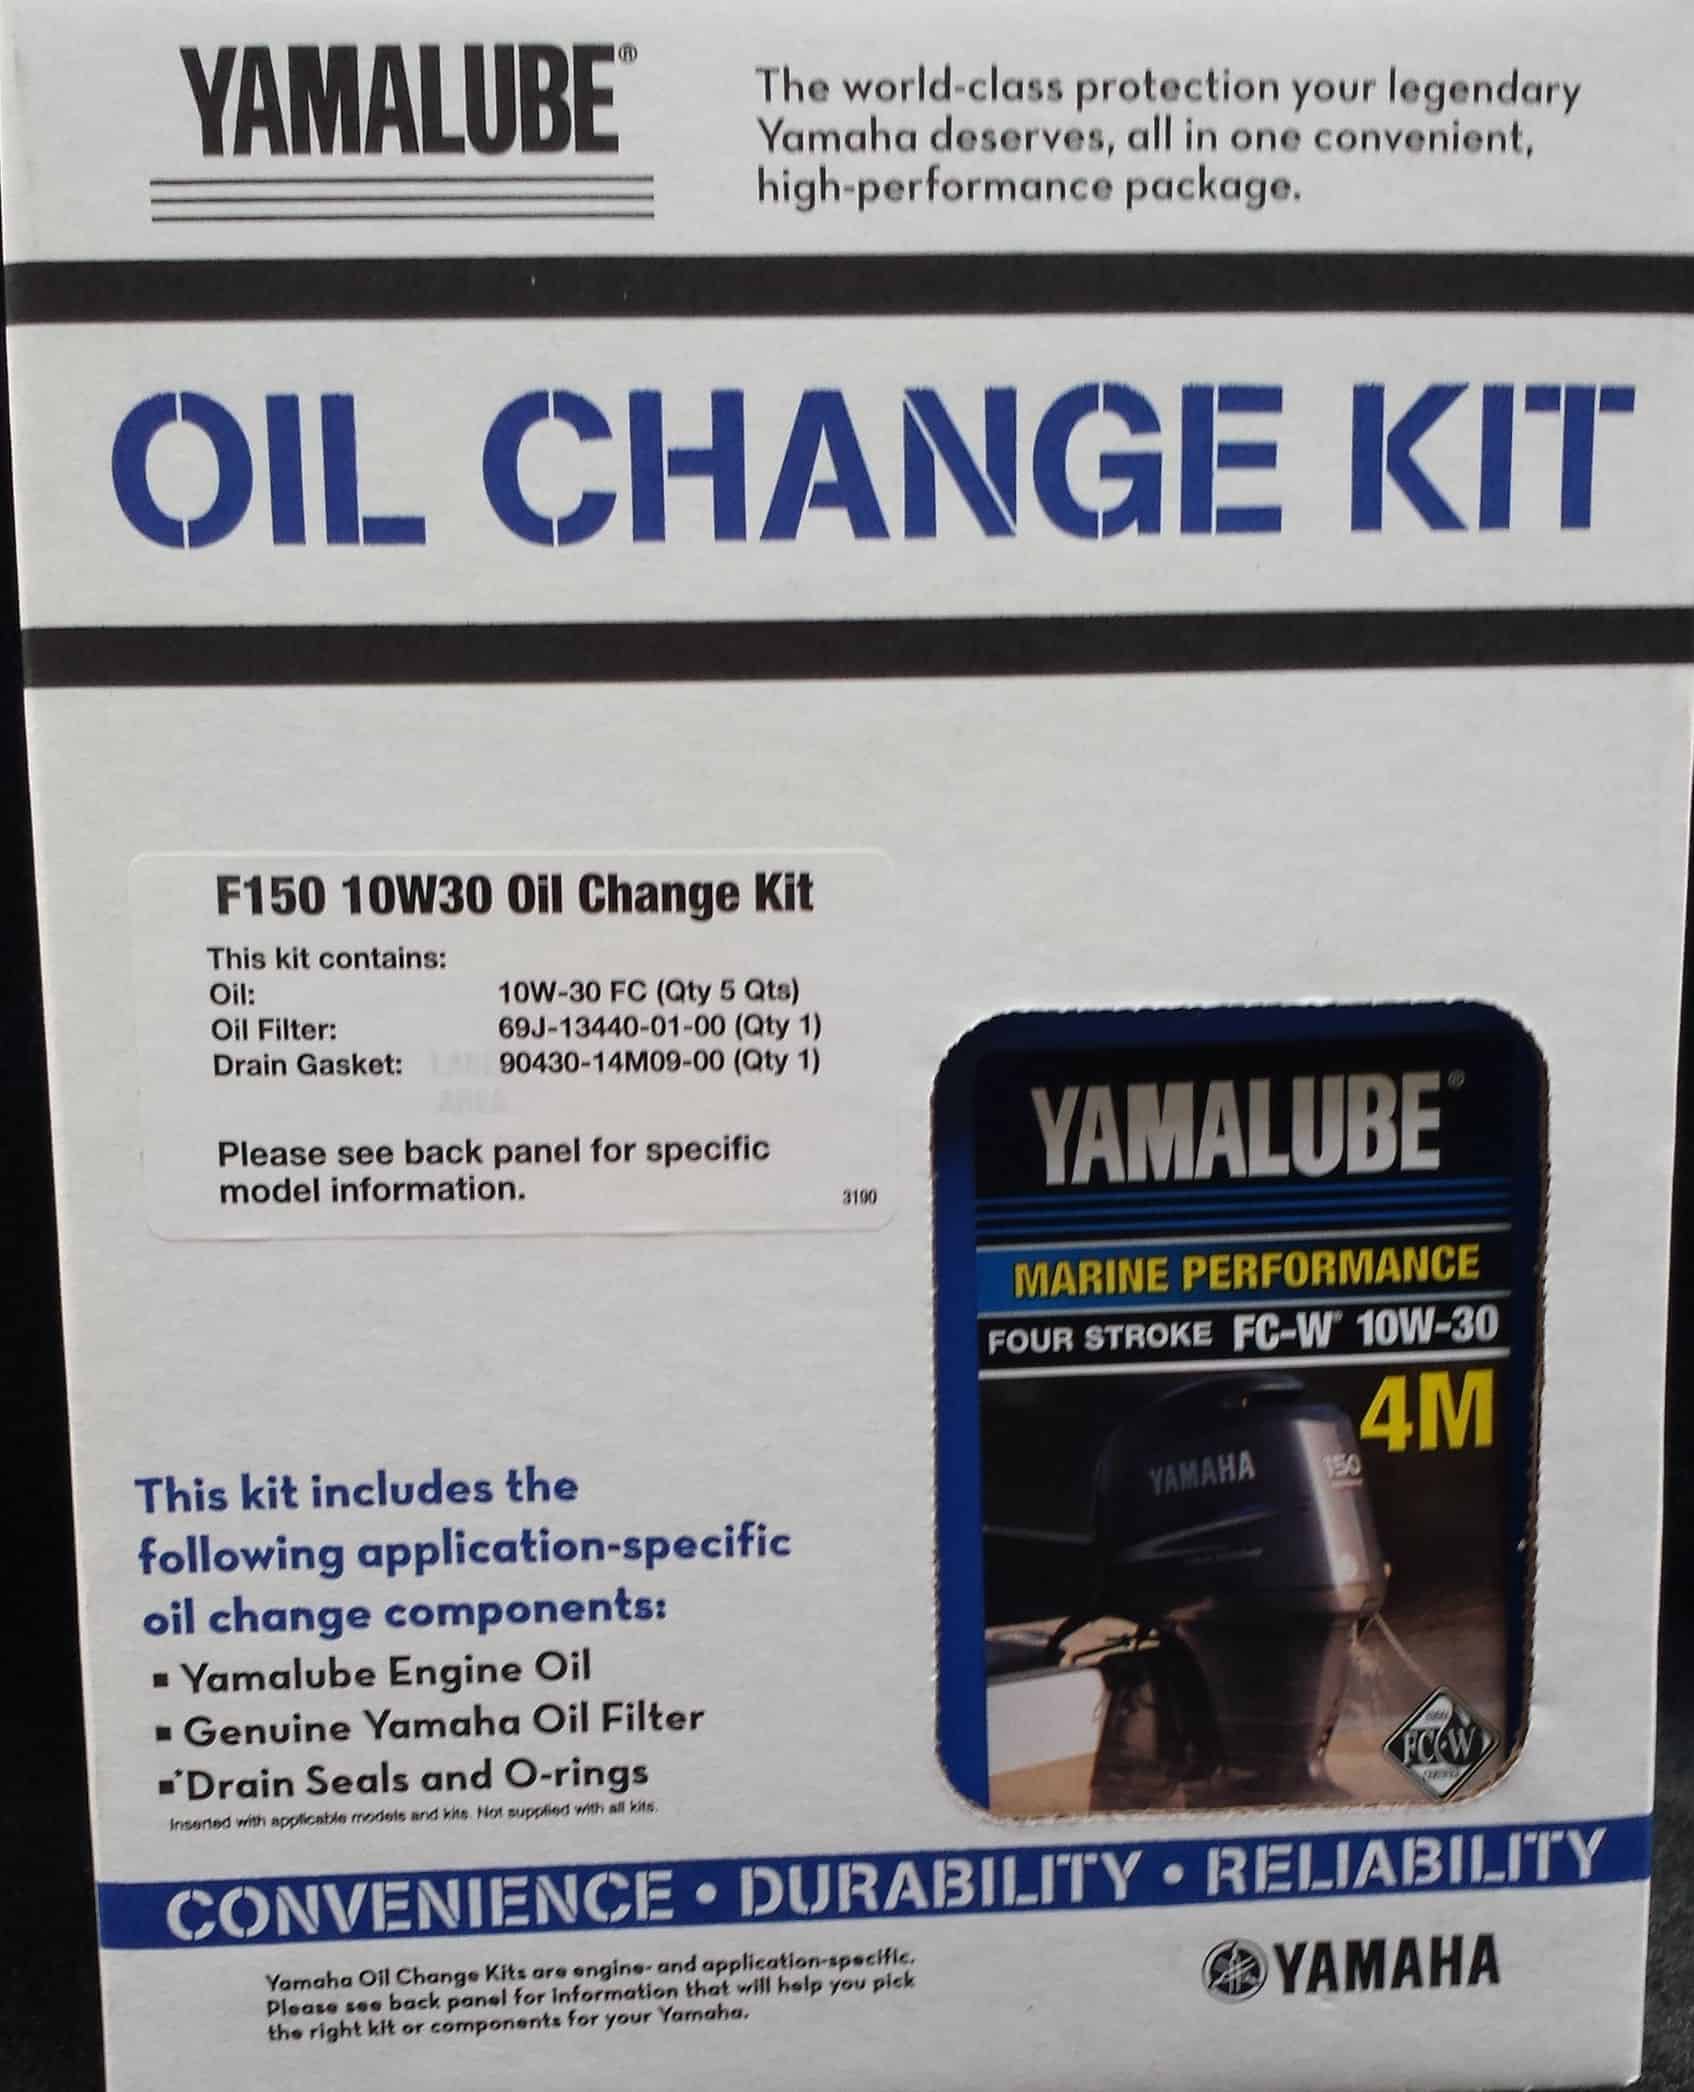 YAMALUBE®
The world-class protection your legendary
Yamaha deserves, all in one convenient,
high-performance package.
OIL CHANGE KIT
F150 10W30 Oil Change Kit
This kit contains:
Oil: 10W-30 FC (Qty 5 Qts)
Oil Filter: 69J-13440-01-00 (Qty 1)
Drain Gasket: 90430-14M09-00 (Qty 1)
Please see back panel for specific
model information.
3190
YAMALUBE®
MARINE PERFORMANCE
FOUR STROKE FC-W® 10W-30
4M
YAMAHA
150
FC-W
This kit includes the
following application-specific
oil change components:
▪ Yamalube Engine Oil
▪ Genuine Yamaha Oil Filter
▪*Drain Seals and O-rings
Inserted with applicable models and kits. Not supplied with all kits.
CONVENIENCE • DURABILITY • RELIABILITY
Yamaha Oil Change Kits are engine- and application-specific.
Please see back panel for information that will help you pick
the right kit or components for your Yamaha.
YAMAHA